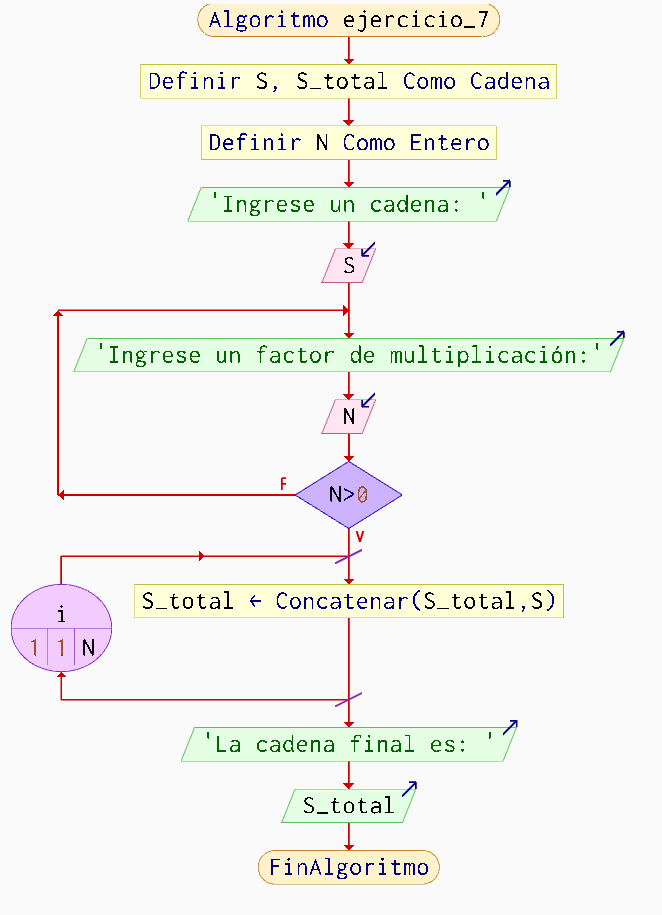 Algoritmo ejercicio_7
Definir S, S_total Como Cadena
Definir N Como Entero
'Ingrese un cadena: '
S
'Ingrese un factor de multiplicación:'
N
F
N>0
V
S_total ← Concatenar(S_total,S)
i
1 1 N
'La cadena final es: '
S_total
FinAlgoritmo